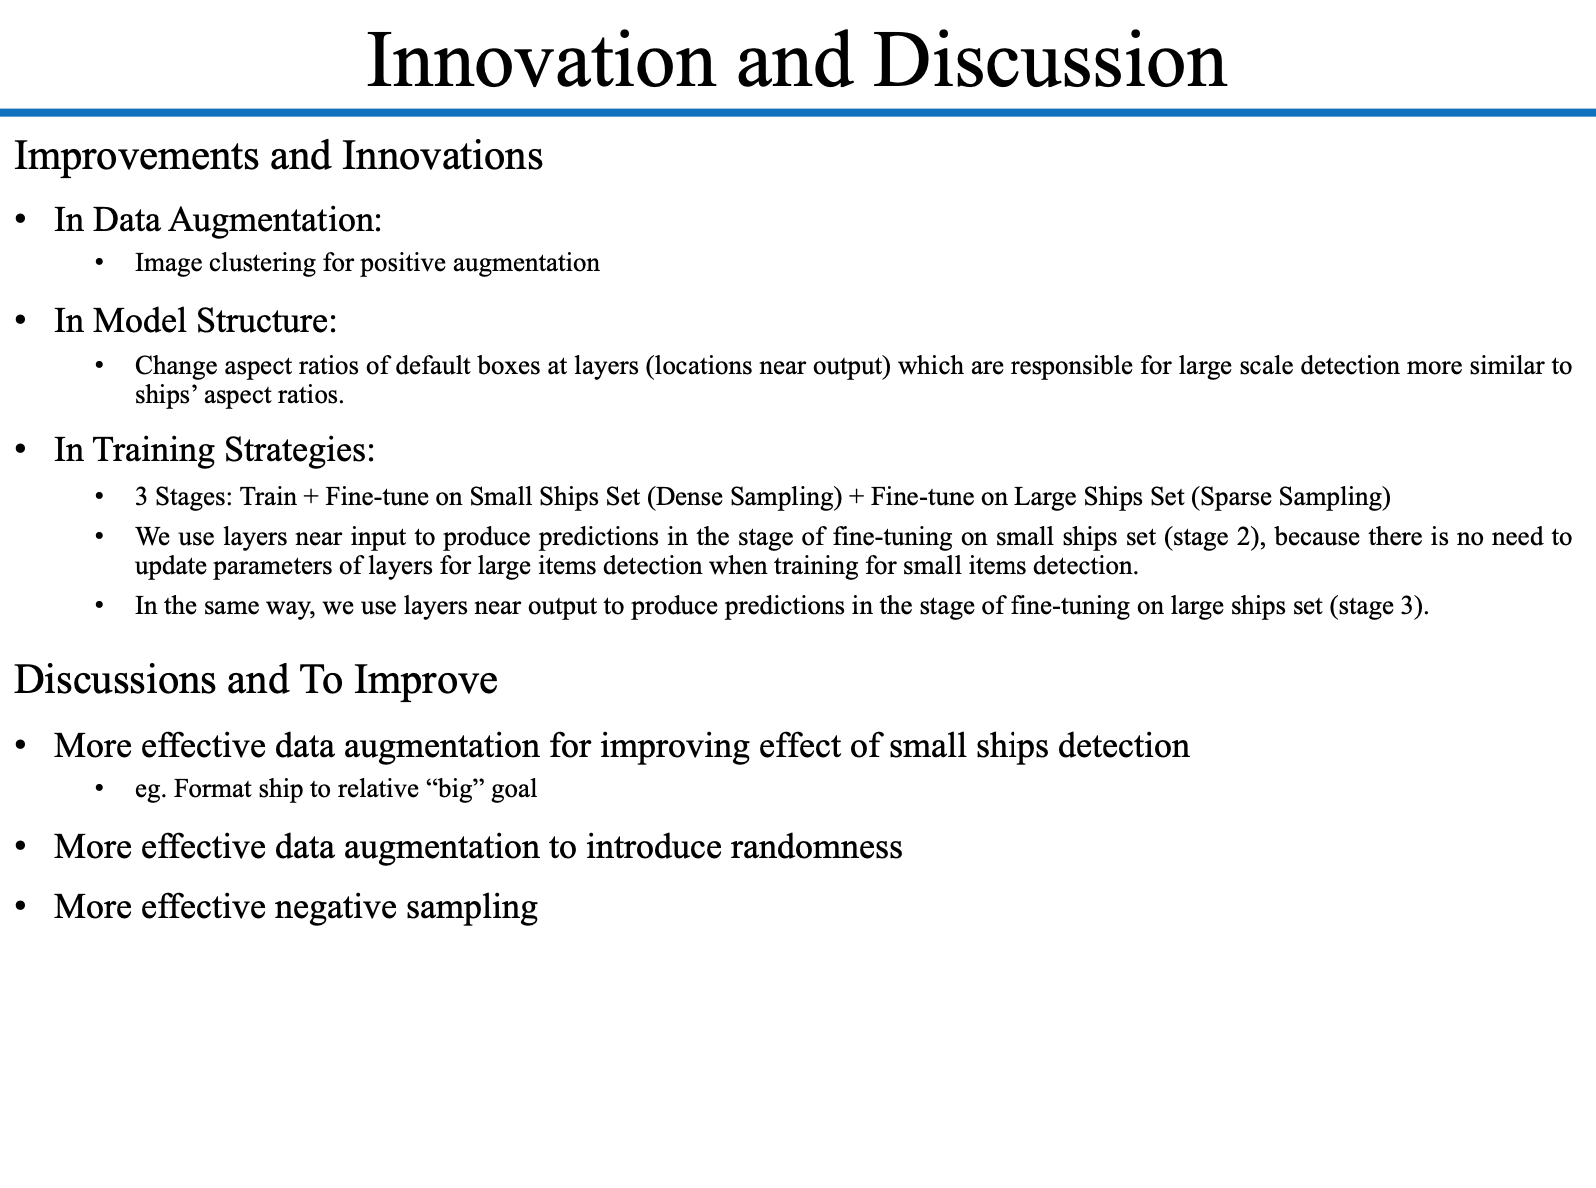 Innovation and Discussion
Improvements and Innovations
• In Data Augmentation:
• Image clustering for positive augmentation
• In Model Structure:
• Change aspect ratios of default boxes at layers (locations near output) which are responsible for large scale detection more similar to
ships’ aspect ratios.
• In Training Strategies:
• 3 Stages: Train + Fine-tune on Small Ships Set (Dense Sampling) + Fine-tune on Large Ships Set (Sparse Sampling)
• We use layers near input to produce predictions in the stage of fine-tuning on small ships set (stage 2), because there is no need to
update parameters of layers for large items detection when training for small items detection.
• In the same way, we use layers near output to produce predictions in the stage of fine-tuning on large ships set (stage 3).
Discussions and To Improve
• More effective data augmentation for improving effect of small ships detection
• eg. Format ship to relative “big” goal
• More effective data augmentation to introduce randomness
• More effective negative sampling